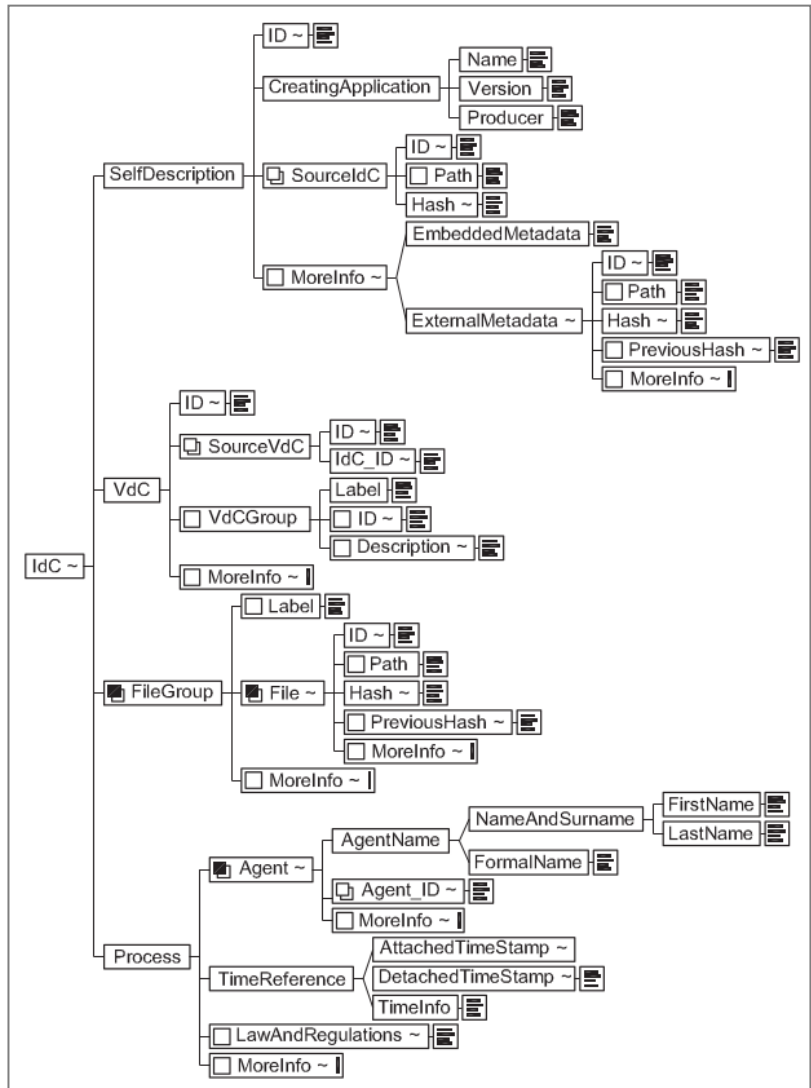 ID ~
CreatingApplication
Name
Version
Producer
SelfDescription
SourceIdC
ID ~
Path
Hash ~
MoreInfo ~
EmbeddedMetadata
ExternalMetadata ~
ID ~
Path
Hash ~
PreviousHash ~
MoreInfo ~
IdC ~
VdC
ID ~
SourceVdC
ID ~
IdC_ID ~
VdCGroup
Label
ID ~
Description ~
MoreInfo ~
FileGroup
Label
File ~
ID ~
Path
Hash ~
PreviousHash ~
MoreInfo ~
MoreInfo ~
Process
Agent ~
AgentName
NameAndSurname
FirstName
LastName
FormalName
Agent_ID ~
MoreInfo ~
TimeReference
AttachedTimeStamp ~
DetachedTimeStamp ~
TimeInfo
LawAndRegulations ~
MoreInfo ~